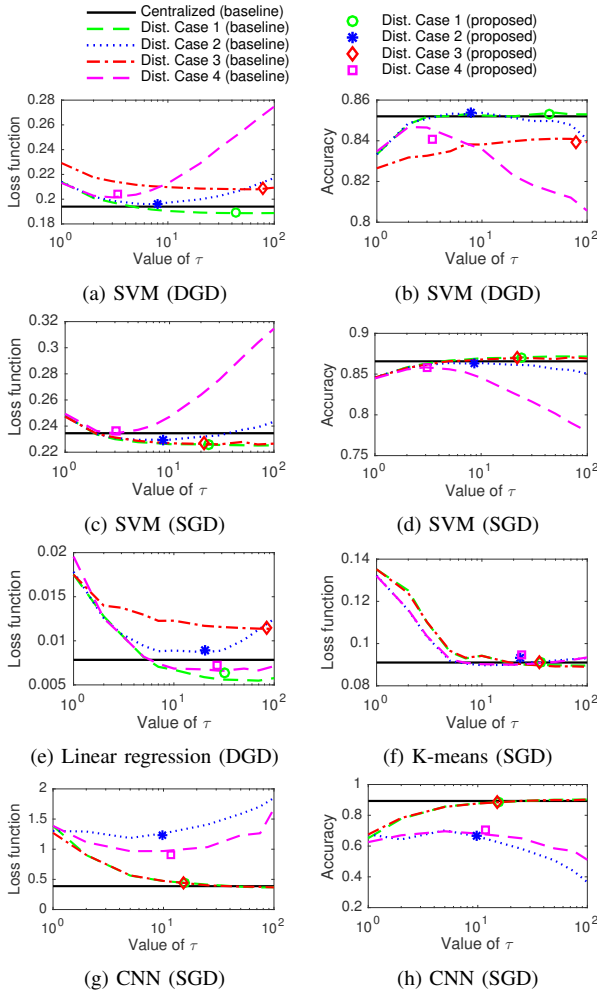 Centralized (baseline)
Dist. Case 1 (baseline)
Dist. Case 2 (baseline)
Dist. Case 3 (baseline)
Dist. Case 4 (baseline)
Dist. Case 1 (proposed)
Dist. Case 2 (proposed)
Dist. Case 3 (proposed)
Dist. Case 4 (proposed)
Loss function
0.28
0.26
0.24
0.22
0.2
0.18
10^0
10^1
10^2
Value of τ
(a) SVM (DGD)
Accuracy
0.86
0.84
0.82
0.8
10^0
10^1
10^2
Value of τ
(b) SVM (DGD)
Loss function
0.32
0.3
0.28
0.26
0.24
0.22
10^0
10^1
10^2
Value of τ
(c) SVM (SGD)
Accuracy
0.9
0.85
0.8
0.75
10^0
10^1
10^2
Value of τ
(d) SVM (SGD)
Loss function
0.02
0.015
0.01
0.005
10^0
10^1
10^2
Value of τ
(e) Linear regression (DGD)
Loss function
0.14
0.12
0.1
0.08
10^0
10^1
10^2
Value of τ
(f) K-means (SGD)
Loss function
2
1.5
1
0.5
0
10^0
10^1
10^2
Value of τ
(g) CNN (SGD)
Accuracy
1
0.8
0.6
0.4
0.2
10^0
10^1
10^2
Value of τ
(h) CNN (SGD)